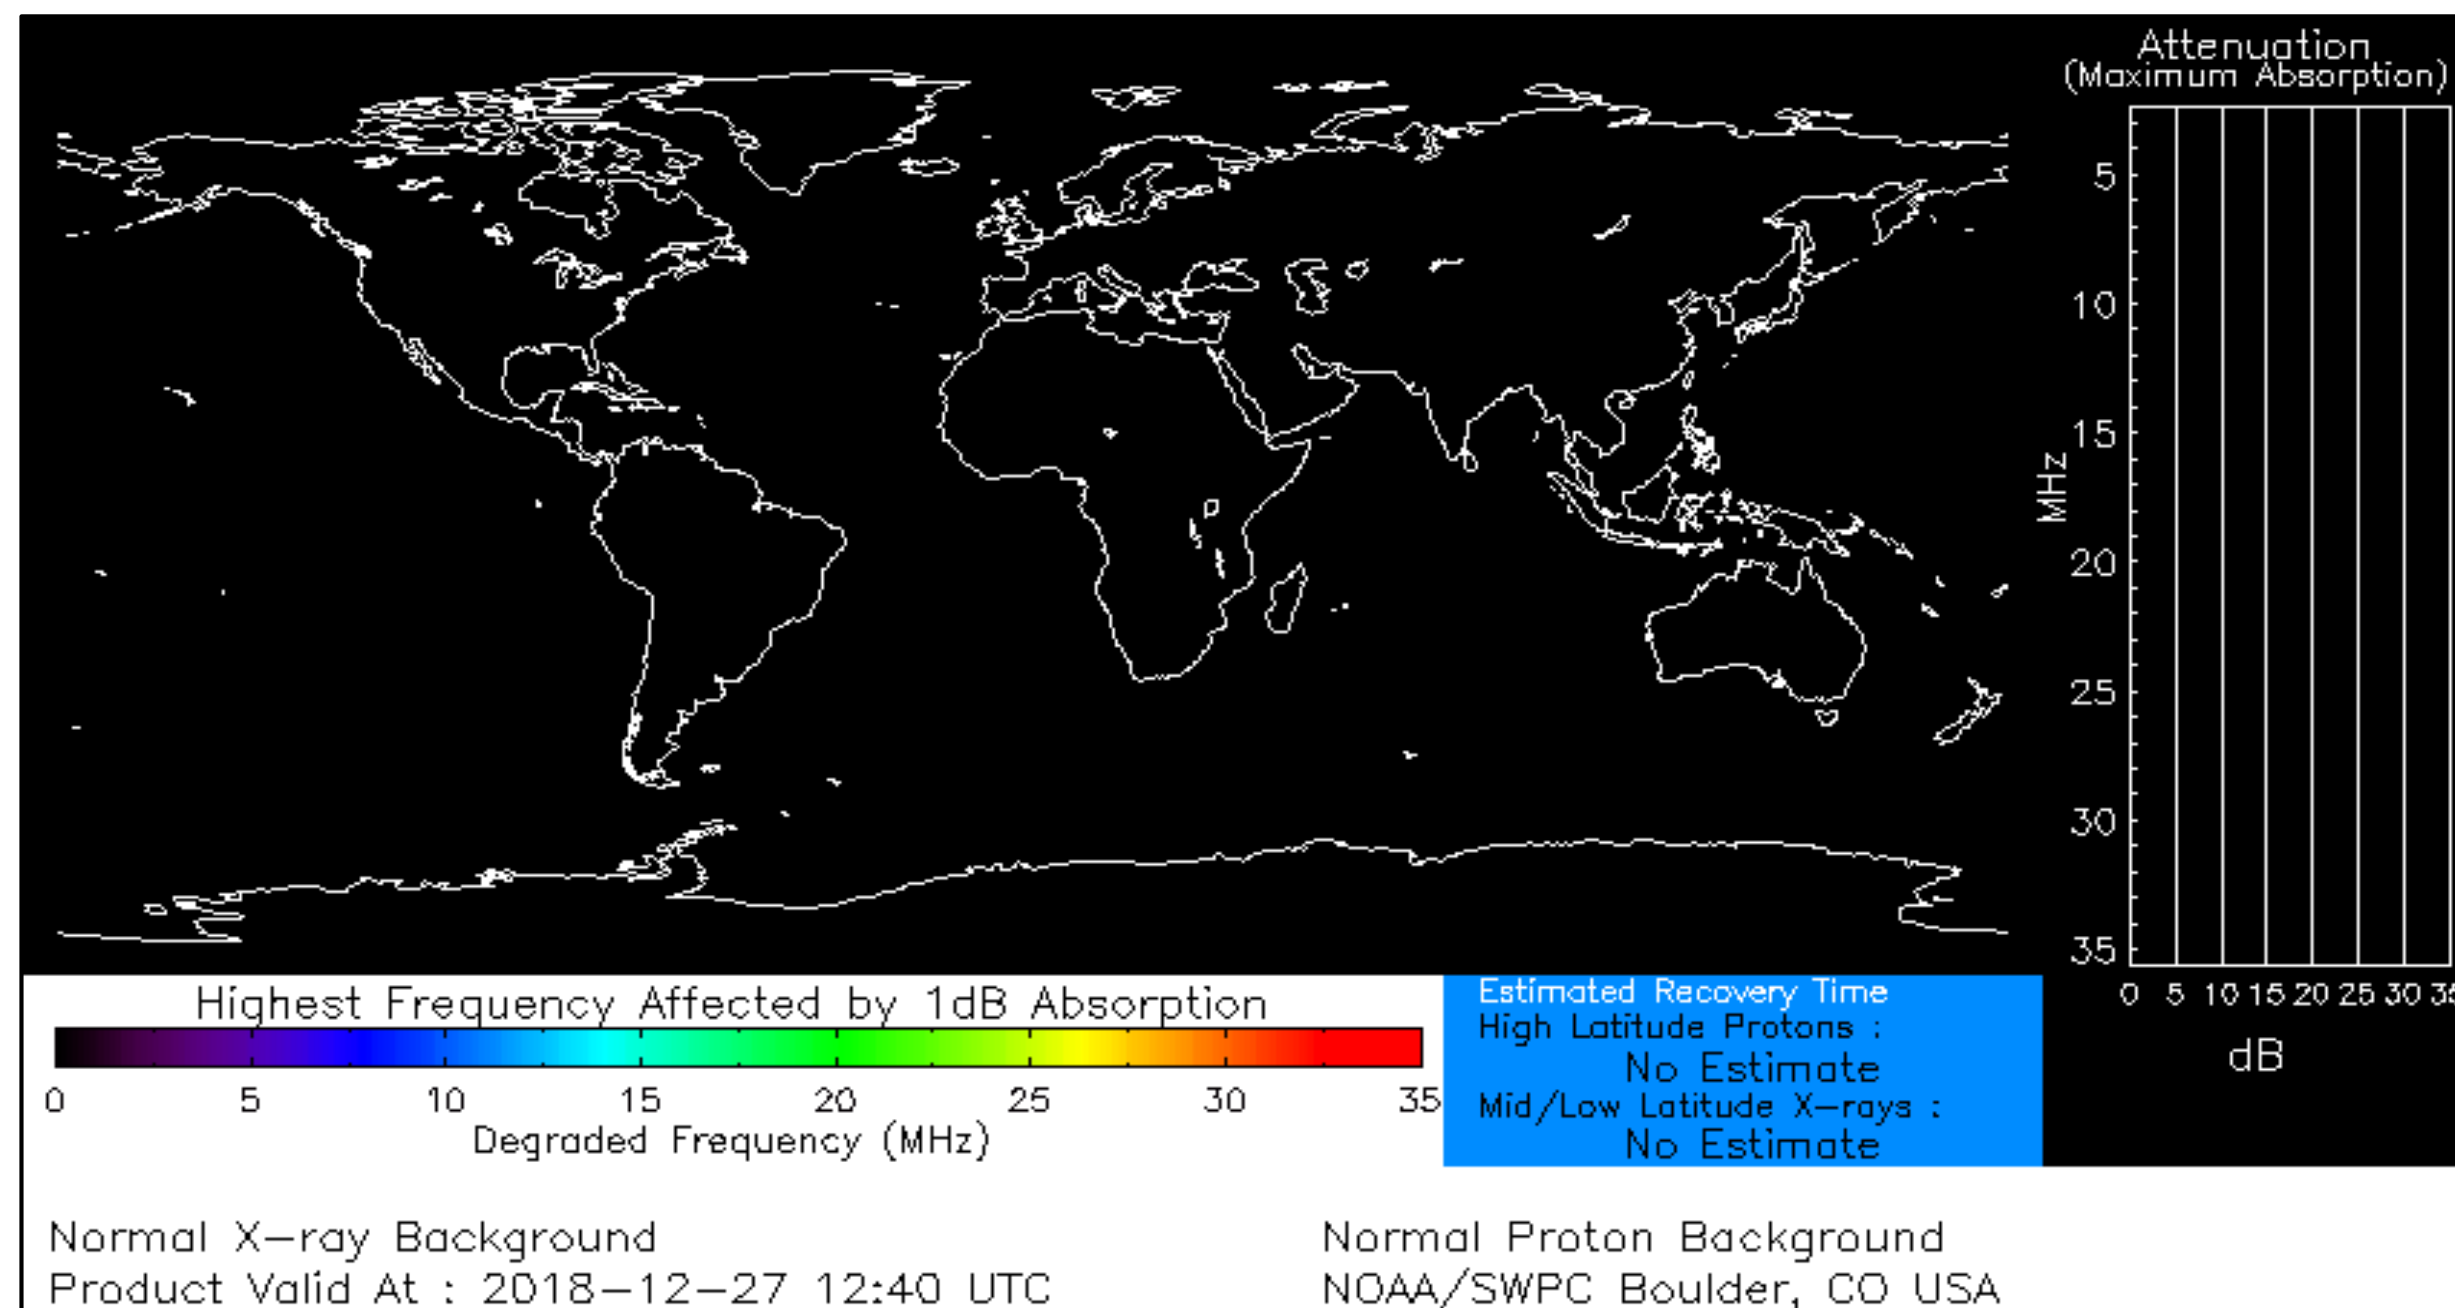 Attenuation
(Maximum Absorption)
5
10
15
20
25
30
35
MHz
0 5 10 15 20 25 30 35
dB
Highest Frequency Affected by 1dB Absorption
0 5 10 15 20 25 30 35
Degraded Frequency (MHz)
Estimated Recovery Time
High Latitude Protons :
No Estimate
Mid/Low Latitude X-rays :
No Estimate
Normal X-ray Background
Normal Proton Background
Product Valid At : 2018-12-27 12:40 UTC
NOAA/SWPC Boulder, CO USA